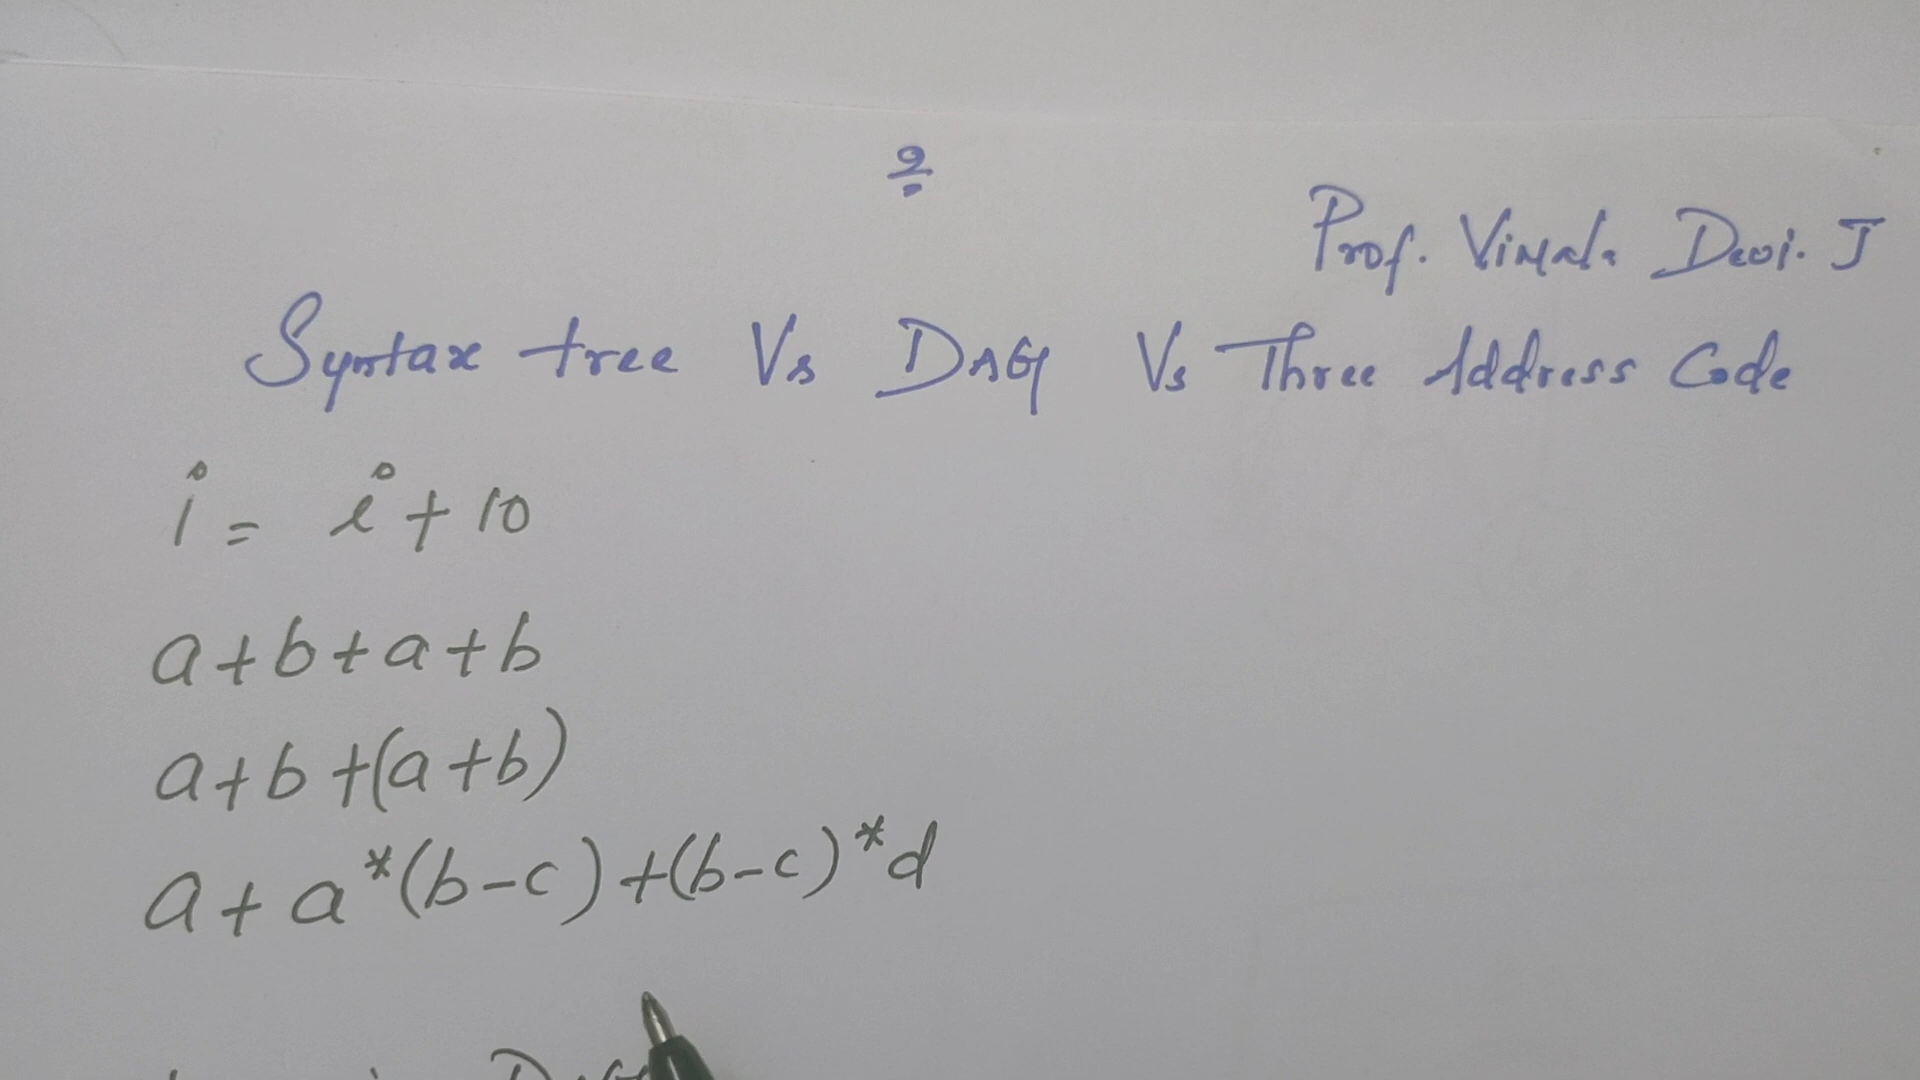 உ
Prof. Vimala Devi. J
Syntax tree Vs DAG Vs Three Address Code
i = i + 10
a + b + a + b
a + b + (a + b)
a + a * (b - c) + (b - c) * d